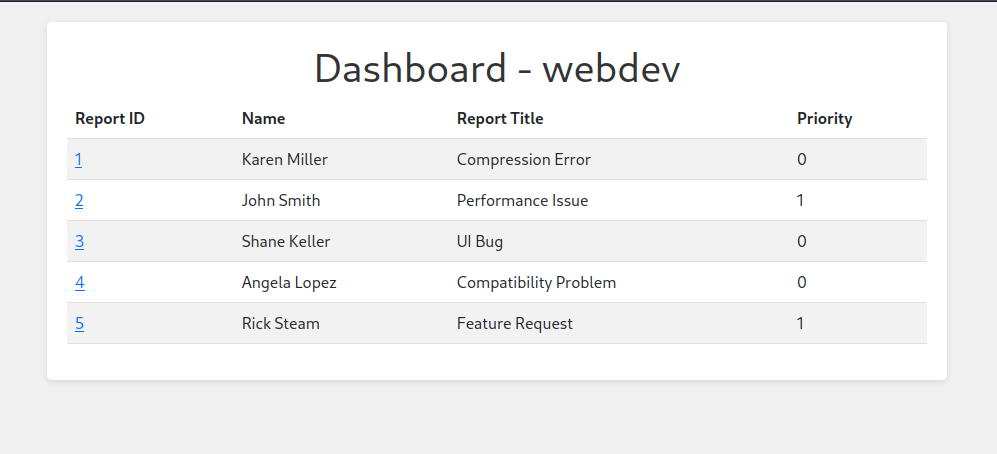 Dashboard - webdev
Report ID Name Report Title Priority
1 Karen Miller Compression Error 0
2 John Smith Performance Issue 1
3 Shane Keller UI Bug 0
4 Angela Lopez Compatibility Problem 0
5 Rick Steam Feature Request 1